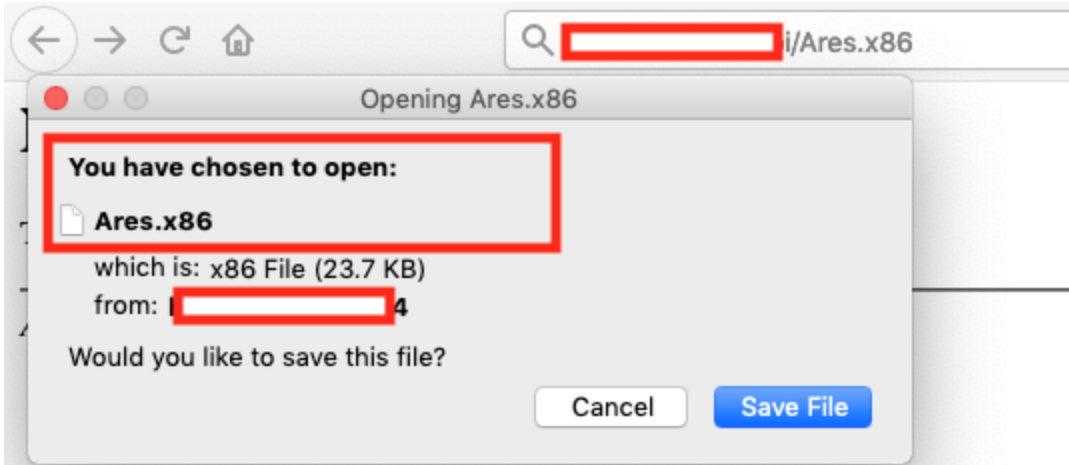 i/Ares.x86
Opening Ares.x86
You have chosen to open:
Ares.x86
which is: x86 File (23.7 KB)
from: 4
Would you like to save this file?
Cancel
Save File